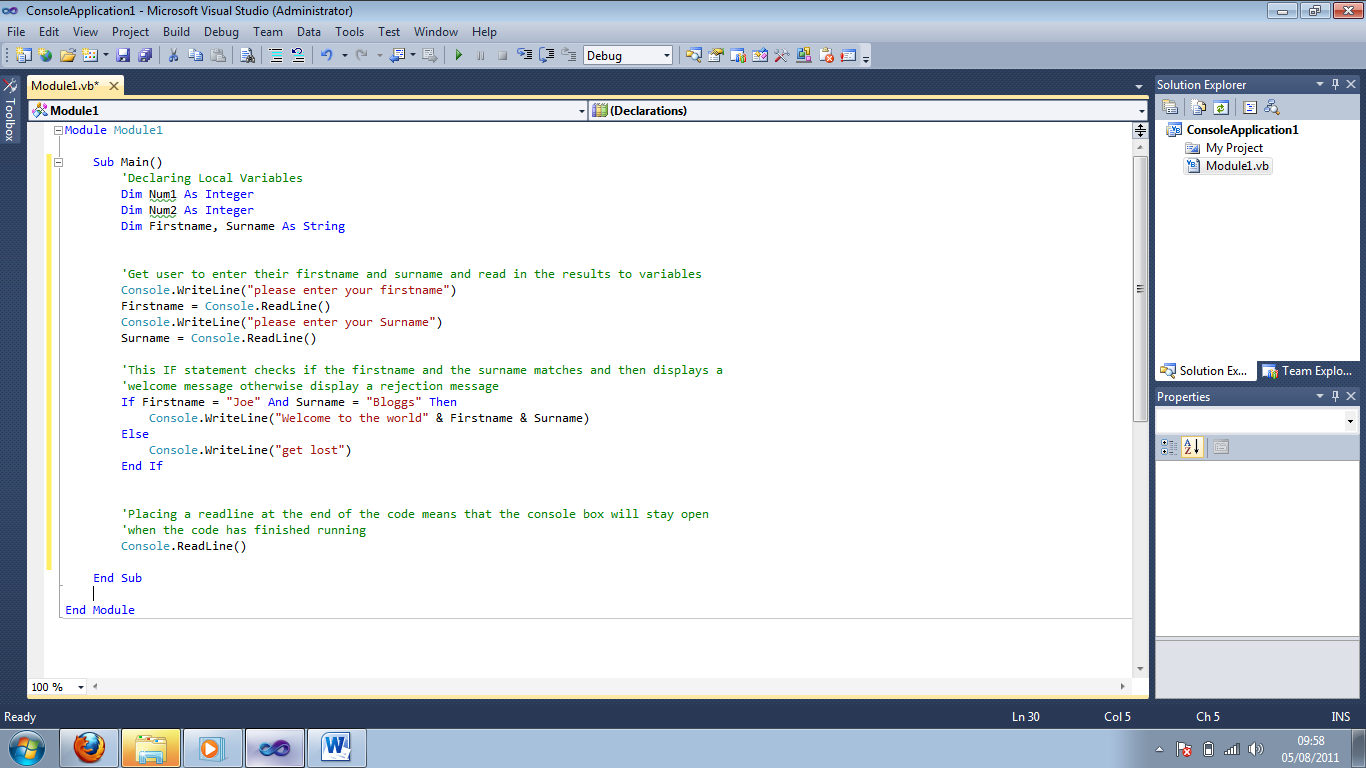 ConsoleApplication1 - Microsoft Visual Studio (Administrator)
File Edit View Project Build Debug Team Data Tools Test Window Help
Debug
Toolbox
Module1.vb*
Module1
(Declarations)
Module Module1
Sub Main()
'Declaring Local Variables
Dim Num1 As Integer
Dim Num2 As Integer
Dim Firstname, Surname As String
'Get user to enter their firstname and surname and read in the results to variables
Console.WriteLine("please enter your firstname")
Firstname = Console.ReadLine()
Console.WriteLine("please enter your Surname")
Surname = Console.ReadLine()
'This IF statement checks if the firstname and the surname matches and then displays a
'welcome message otherwise display a rejection message
If Firstname = "Joe" And Surname = "Bloggs" Then
Console.WriteLine("Welcome to the world" & Firstname & Surname)
Else
Console.WriteLine("get lost")
End If
'Placing a readline at the end of the code means that the console box will stay open
'when the code has finished running
Console.ReadLine()
End Sub
End Module
100 %
Solution Explorer
ConsoleApplication1
My Project
Module1.vb
Solution Ex... Team Explo...
Properties
Ready Ln 30 Col 5 Ch 5 INS
09:58
05/08/2011